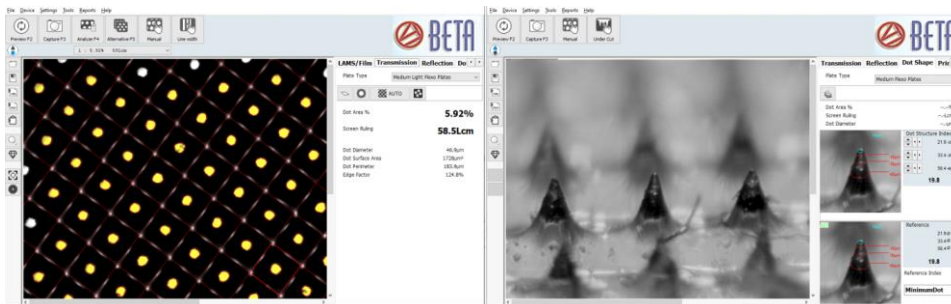 File Device Settings Tools Reports Help
Preview F2 Capture F3 Analyze F4 Alternative F5 Manual Line width
BETA
LAMS/Film Transmission Reflection Do
Plate Type Medium Light Flexo Plates
AUTO
Dot Area % 5.92%
Screen Ruling 58.5Lcm
Dot Diameter 46.9µm
Dot Surface Area 1728µm²
Dot Perimeter 183.9µm
Edge Factor 124.8%
File Device Settings Tools Reports Help
Preview F2 Capture F3 Manual Under Cut
BETA
Transmission Reflection Dot Shape Pric
Plate Type Medium Flexo Plates
Dot Area %
Screen Ruling
Dot Diameter
Dot Structure Index
19.8
Reference
19.8
Reference Index
MinimumDot